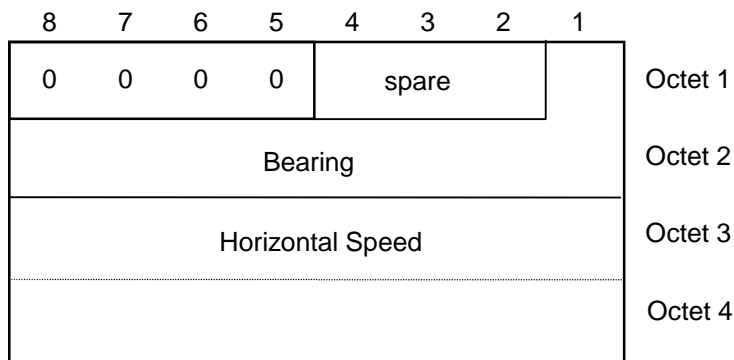 8 7 6 5 4 3 2 1
0 0 0 0 spare Octet 1
Bearing Octet 2
Horizontal Speed Octet 3
Octet 4